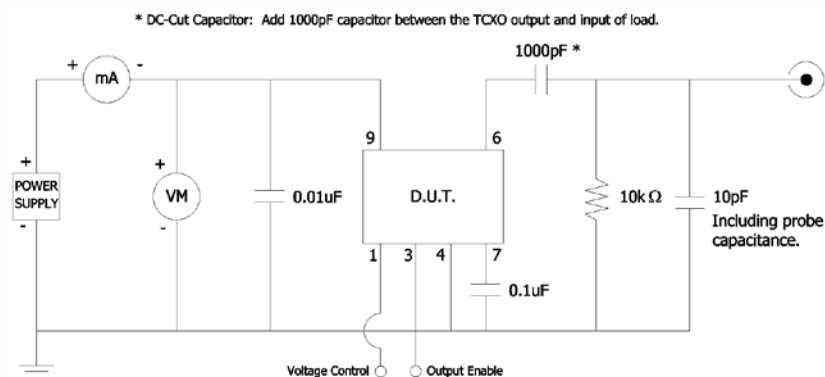 * DC-Cut Capacitor: Add 1000pF capacitor between the TCXO output and input of load.
1000pF *
+ mA -
9 6
+
POWER
SUPPLY
-
+
VM
-
0.01uF
D.U.T.
10k Ω
10pF
Including probe
capacitance.
1 3 4 7
0.1uF
Voltage Control
Output Enable